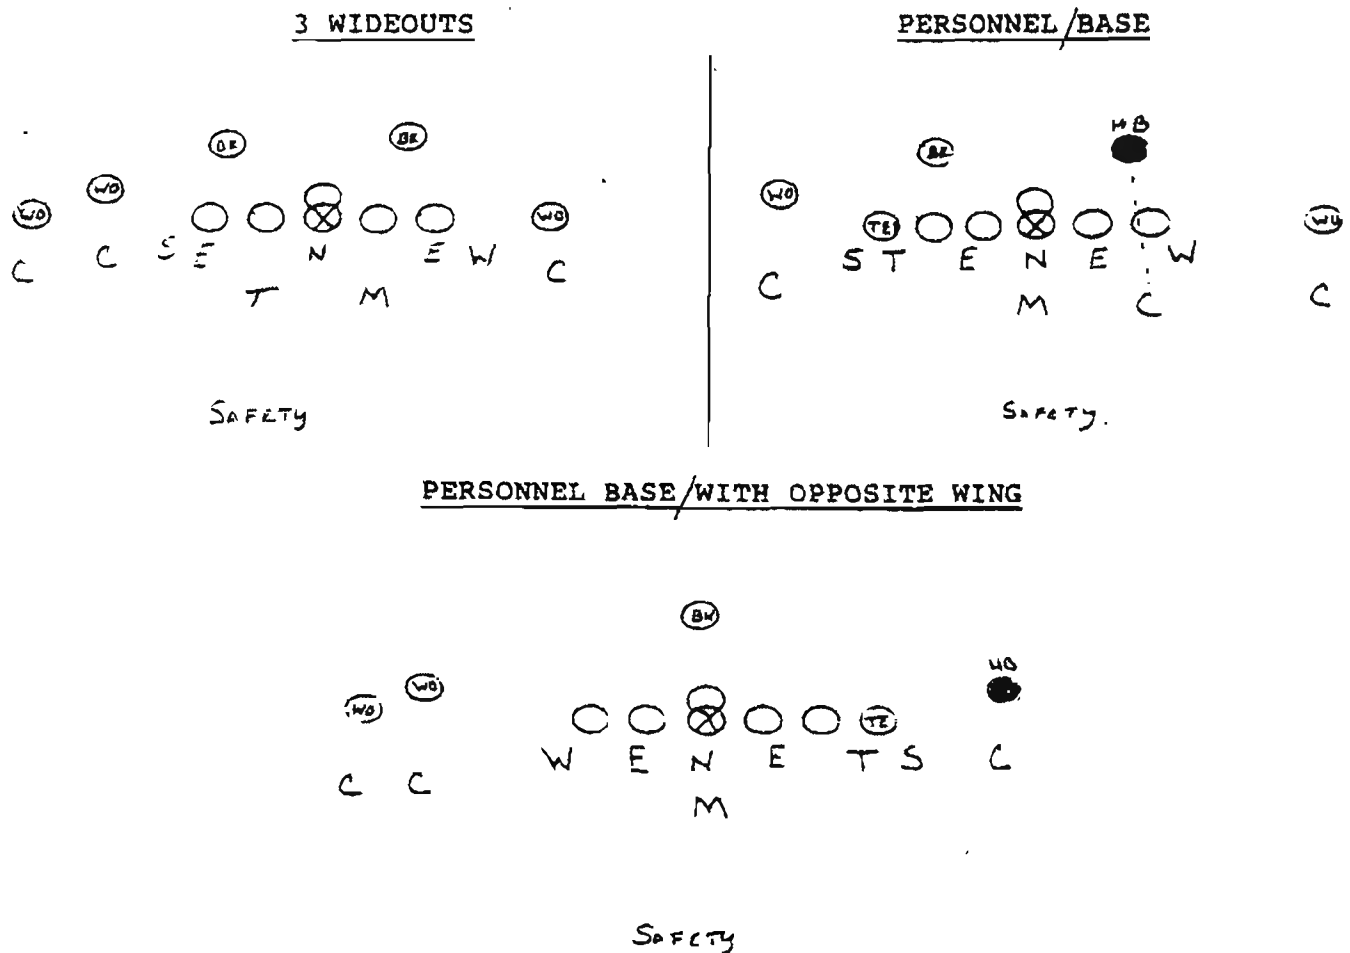 3 WIDEOUTS
BK BK
WO WO WO
S E N E W
C C C
T M
SAFETY
PERSONNEL/BASE
HB
BK
WO TE WO
S T E N E W
C M C C
SAFETY.
PERSONNEL BASE/WITH OPPOSITE WING
BK
HB
WO WO TE
W E N E T S C
C C M
SAFETY